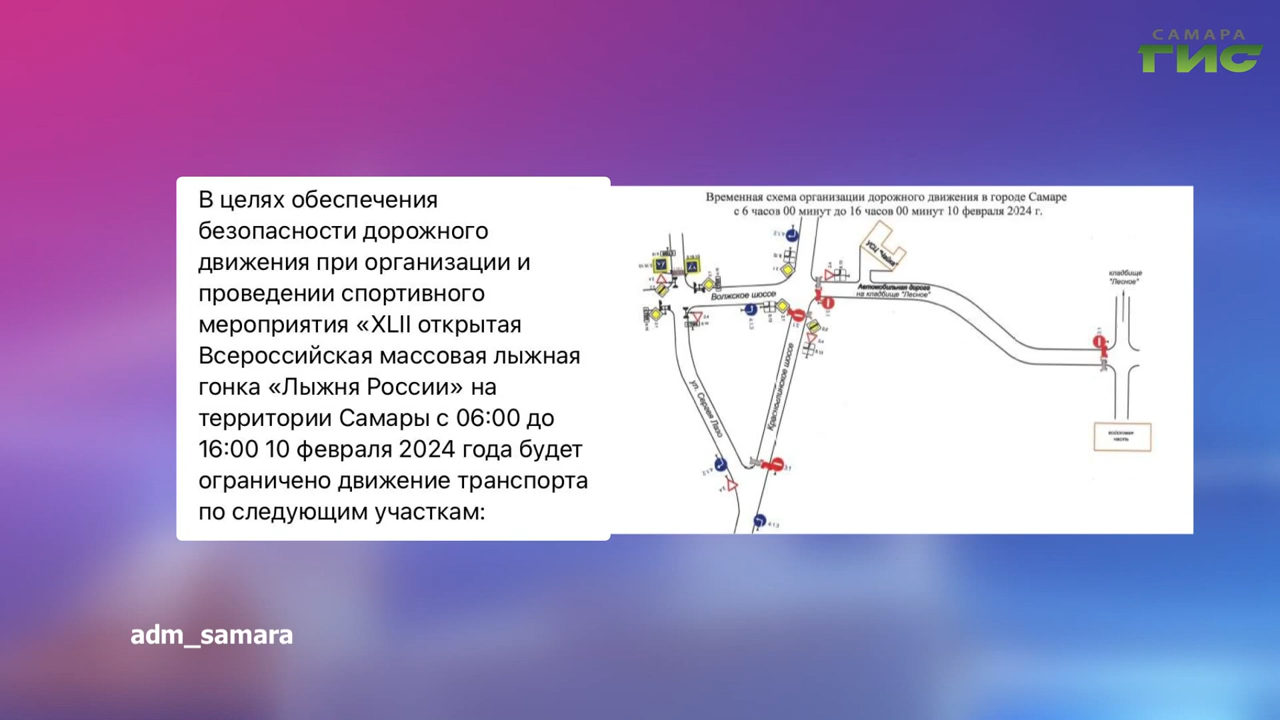 САМАРА
ГИС
В целях обеспечения
безопасности дорожного
движения при организации и
проведении спортивного
мероприятия «XLII открытая
Всероссийская массовая лыжная
гонка «Лыжня России» на
территории Самары с 06:00 до
16:00 10 февраля 2024 года будет
ограничено движение транспорта
по следующим участкам:
Временная схема организации дорожного движения в городе Самаре
с 6 часов 00 минут до 16 часов 00 минут 10 февраля 2024 г.
Волжское шоссе
Автомобильная дорога
на кладбище "Лесное"
кладбище
"Лесное"
Красноглинское шоссе
ул. Сергея Лазо
часть
adm_samara